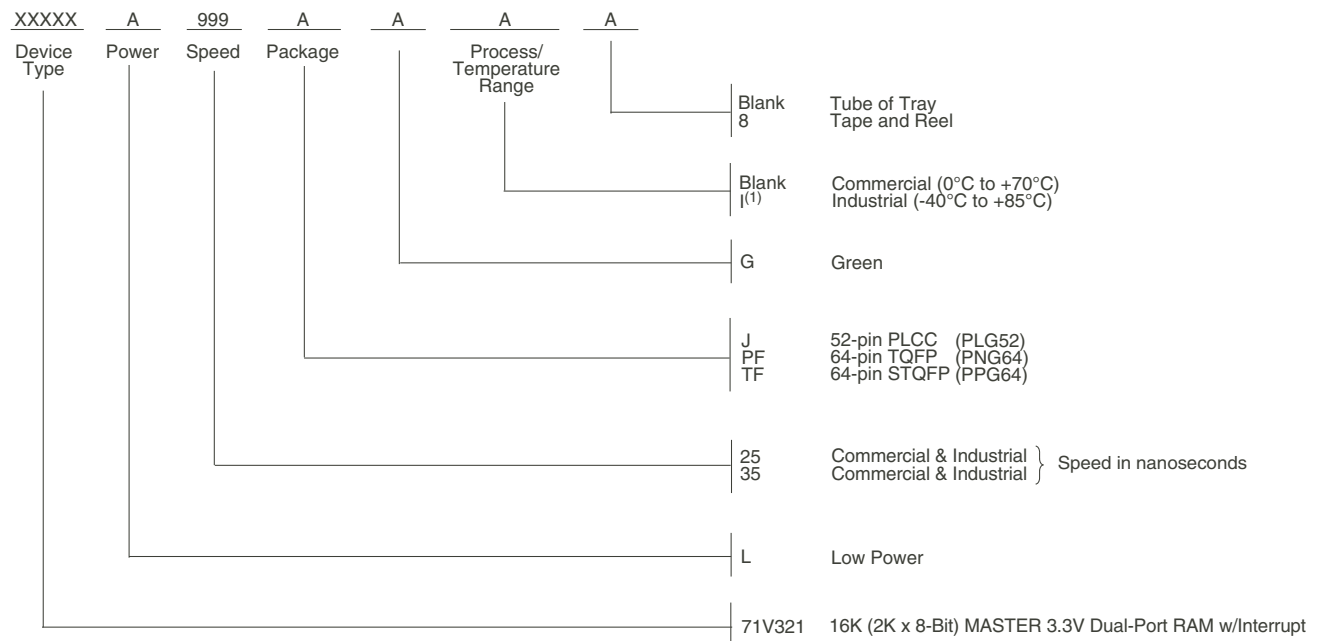 XXXXX A 999 A A A A
Device Type
Power
Speed
Package
Process/
Temperature
Range
Blank Tube of Tray
8 Tape and Reel
Blank Commercial (0°C to +70°C)
I(1) Industrial (-40°C to +85°C)
G Green
J 52-pin PLCC (PLG52)
PF 64-pin TQFP (PNG64)
TF 64-pin STQFP (PPG64)
25 Commercial & Industrial
35 Commercial & Industrial
Speed in nanoseconds
L Low Power
71V321 16K (2K x 8-Bit) MASTER 3.3V Dual-Port RAM w/Interrupt